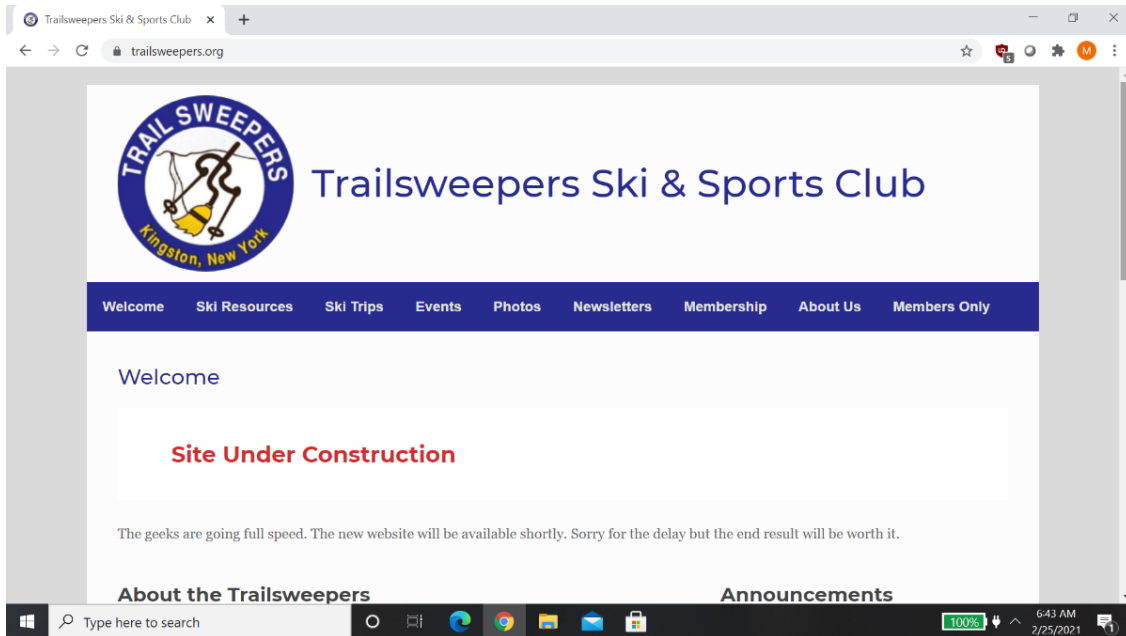 Trailsweepers Ski & Sports Club
trailsweepers.org
5
M
TRAIL SWEEPERS
Kingston, New York
Trailsweepers Ski & Sports Club
Welcome Ski Resources Ski Trips Events Photos Newsletters Membership About Us Members Only
Welcome
Site Under Construction
The geeks are going full speed. The new website will be available shortly. Sorry for the delay but the end result will be worth it.
About the Trailsweepers Announcements
Type here to search
100%
6:43 AM
2/25/2021
1